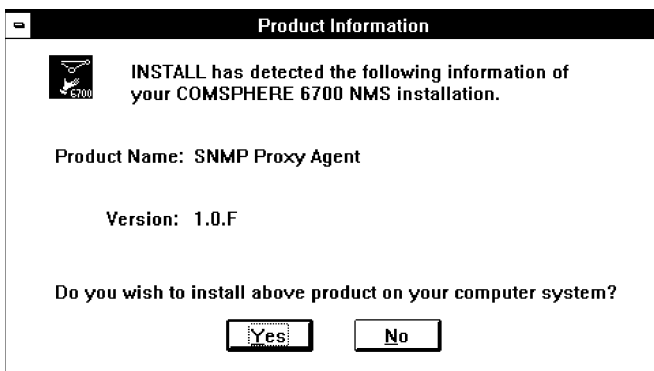 Product Information
6700
INSTALL has detected the following information of
your COMSPHERE 6700 NMS installation.
Product Name: SNMP Proxy Agent
Version: 1.0.F
Do you wish to install above product on your computer system?
Yes No